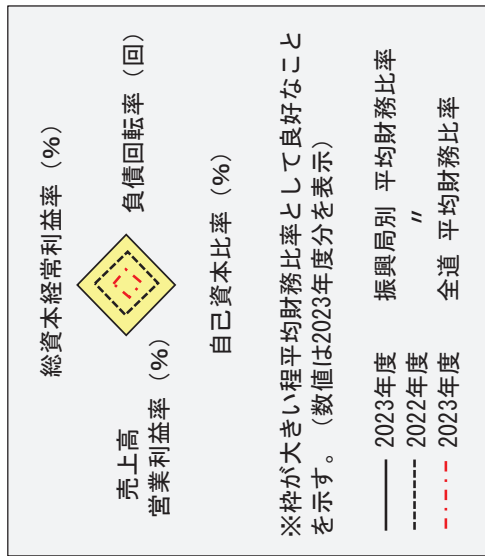 総資本経常利益率（%）
売上高
営業利益率（%）
負債回転率（回）
自己資本比率（%）
※枠が大きい程平均財務比率として良好なこと
を示す。（数値は2023年度分を表示）
2023年度　振興局別 平均財務比率
2022年度　〃
2023年度　全道 平均財務比率